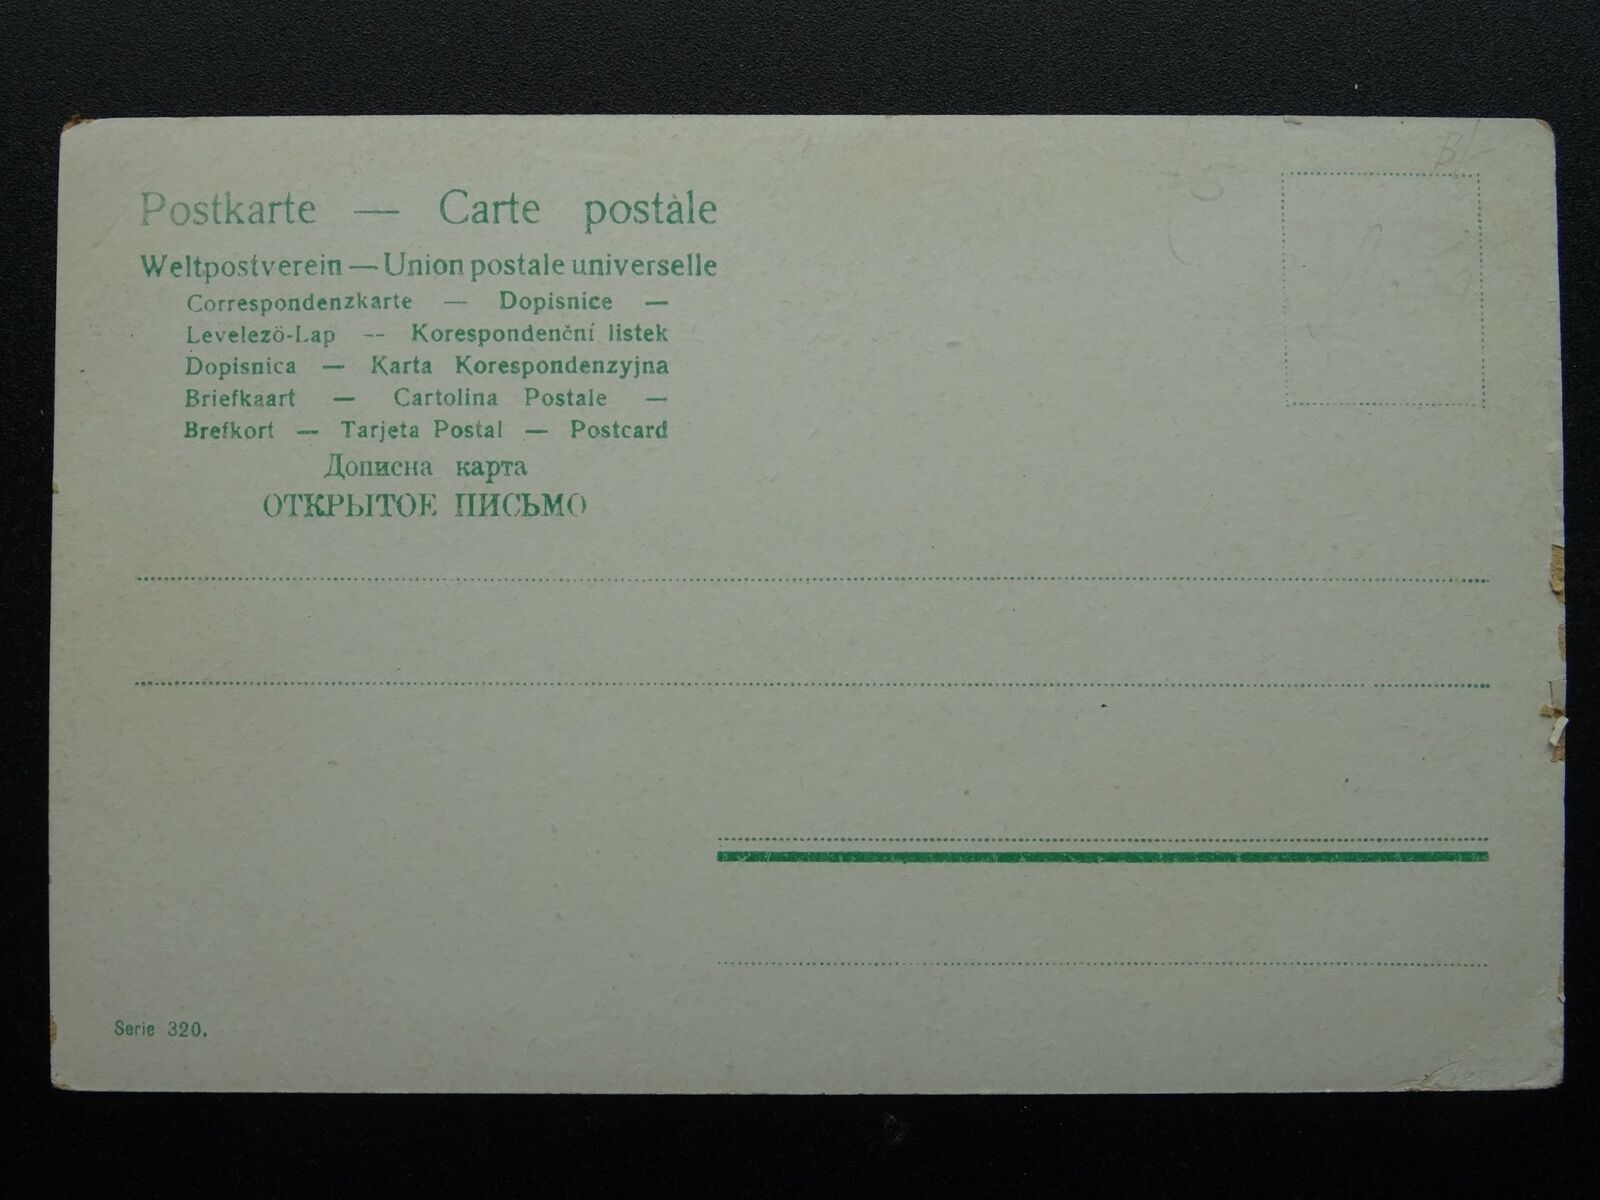 Postkarte — Carte postàle
Weltpostverein — Union postale universelle
Correspondenzkarte — Dopisnice —
Levelezö-Lap — Korespondenční listek
Dopisnica — Karta Korespondenzyjna
Briefkaart — Cartolina Postale —
Brefkort — Tarjeta Postal — Postcard
Дописна карта
ОТКРЫТОЕ ПИСЬМО
Serie 320.